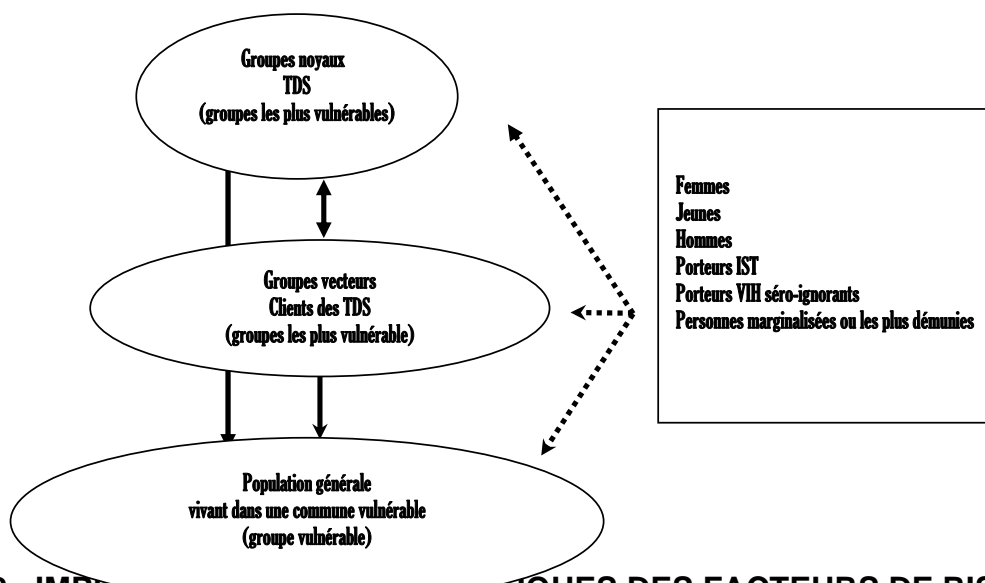 Groupes noyaux
TDS
(groupes les plus vulnérables)
Groupes vecteurs
Clients des TDS
(groupes les plus vulnérable)
Population générale
vivant dans une commune vulnérable
(groupe vulnérable)
Femmes
Jeunes
Hommes
Porteurs IST
Porteurs VIH séro-ignorants
Personnes marginalisées ou les plus démunies
DES FACTEURS DE